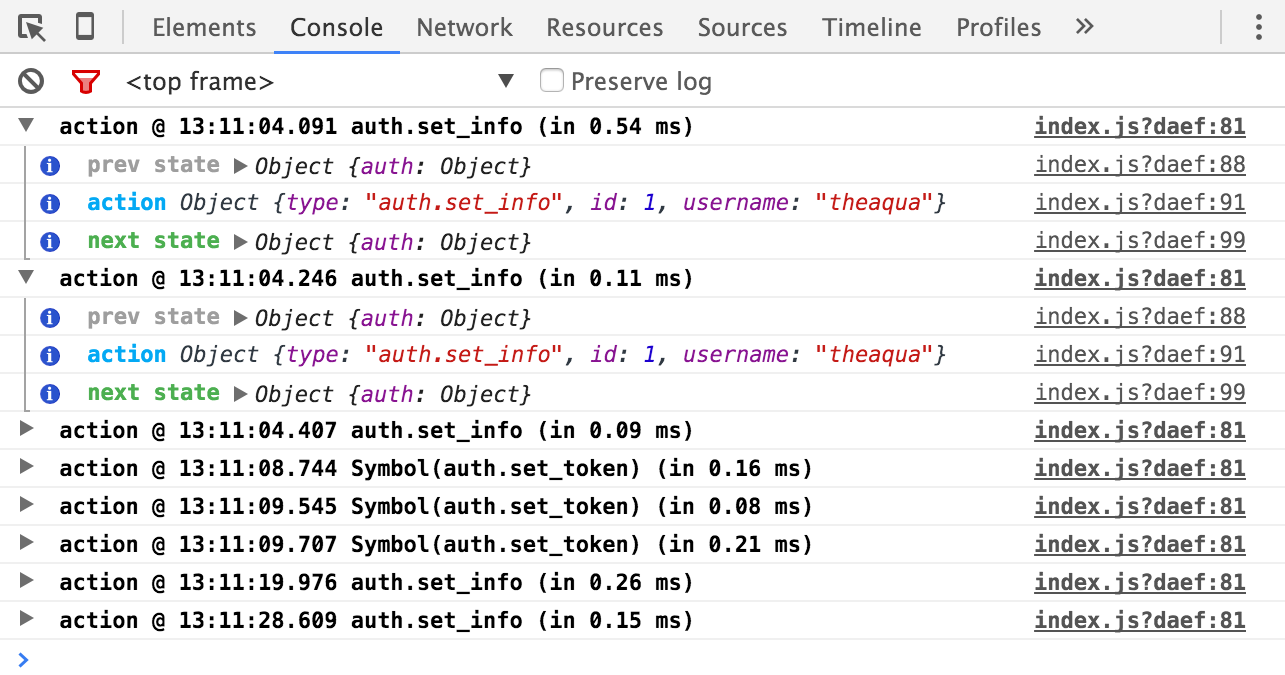 Elements Console Network Resources Sources Timeline Profiles »
<top frame> ▼ Preserve log
▼ action @ 13:11:04.091 auth.set_info (in 0.54 ms) index.js?daef:81
i prev state ▶ Object {auth: Object} index.js?daef:88
i action Object {type: "auth.set_info", id: 1, username: "theaqua"} index.js?daef:91
i next state ▶ Object {auth: Object} index.js?daef:99
▼ action @ 13:11:04.246 auth.set_info (in 0.11 ms) index.js?daef:81
i prev state ▶ Object {auth: Object} index.js?daef:88
i action Object {type: "auth.set_info", id: 1, username: "theaqua"} index.js?daef:91
i next state ▶ Object {auth: Object} index.js?daef:99
▶ action @ 13:11:04.407 auth.set_info (in 0.09 ms) index.js?daef:81
▶ action @ 13:11:08.744 Symbol(auth.set_token) (in 0.16 ms) index.js?daef:81
▶ action @ 13:11:09.545 Symbol(auth.set_token) (in 0.08 ms) index.js?daef:81
▶ action @ 13:11:09.707 Symbol(auth.set_token) (in 0.21 ms) index.js?daef:81
▶ action @ 13:11:19.976 auth.set_info (in 0.26 ms) index.js?daef:81
▶ action @ 13:11:28.609 auth.set_info (in 0.15 ms) index.js?daef:81
>